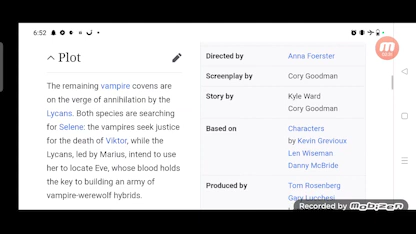 6:52
Plot
The remaining vampire covens are
on the verge of annihilation by the
Lycans. Both species are searching
for Selene: the vampires seek justice
for the death of Viktor, while the
Lycans, led by Marius, intend to use
her to locate Eve, whose blood holds
the key to building an army of
vampire-werewolf hybrids.
Directed by Anna Foerster
Screenplay by Cory Goodman
Story by Kyle Ward
Cory Goodman
Based on Characters
by Kevin Grevioux
Len Wiseman
Danny McBride
Produced by Tom Rosenberg
Gary Lucchesi
Recorded by Mobizen